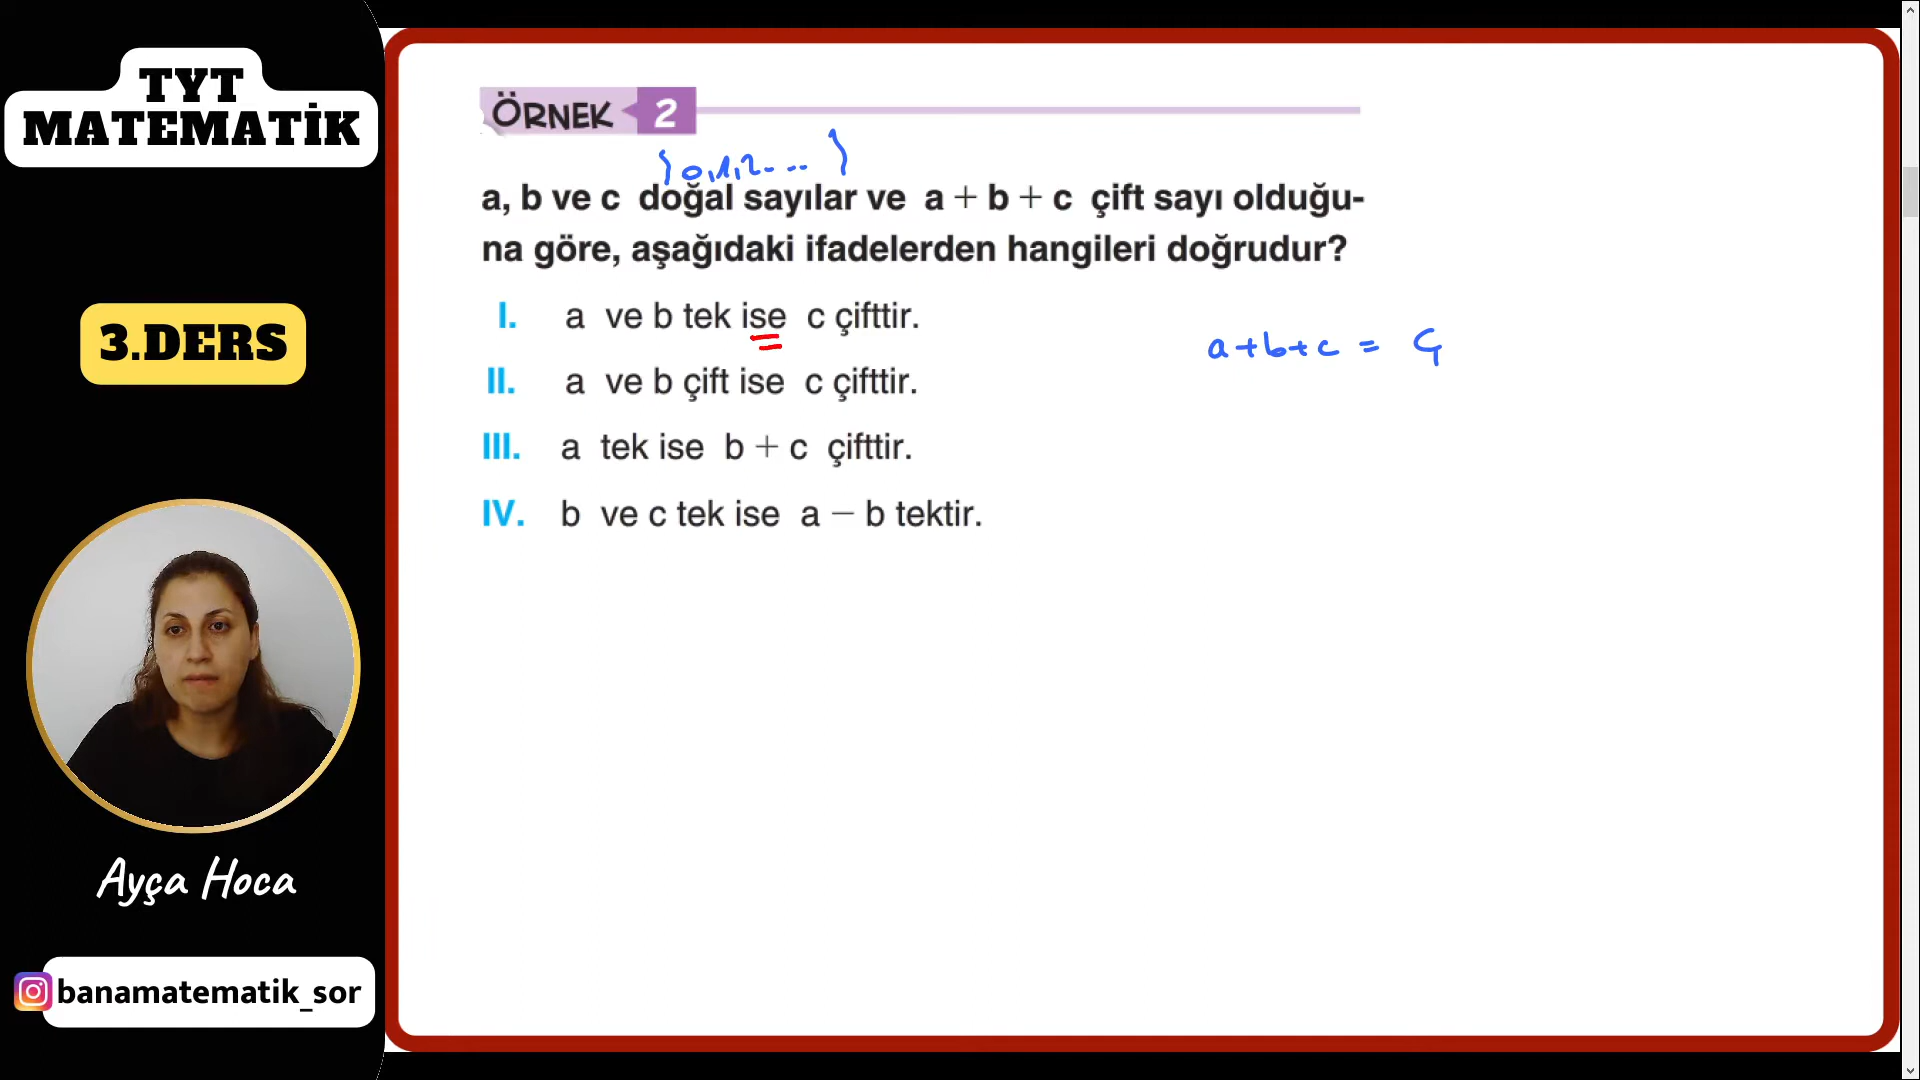 TYT
MATEMATİK
3.DERS
Ayça Hoca
banamatematik_sor
ÖRNEK 2
{0,1,2...}
a, b ve c doğal sayılar ve a + b + c çift sayı olduğu-
na göre, aşağıdaki ifadelerden hangileri doğrudur?
I. a ve b tek ise c çifttir.
II. a ve b çift ise c çifttir.
III. a tek ise b + c çifttir.
IV. b ve c tek ise a − b tektir.
a+b+c = Ç